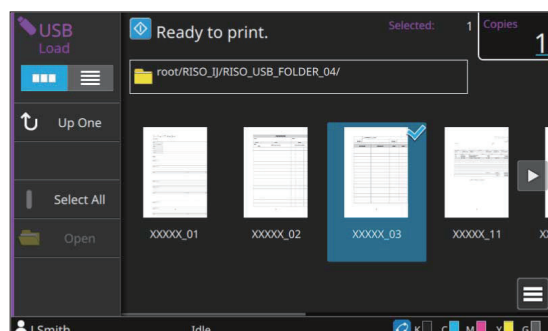 USB
Load
Ready to print.
Selected: 1
Copies
1
root/RISO_IJ/RISO_USB_FOLDER_04/
Up One
Select All
Open
XXXXX_01
XXXXX_02
XXXXX_03
XXXXX_11
J.Smith
Idle
K C M Y G